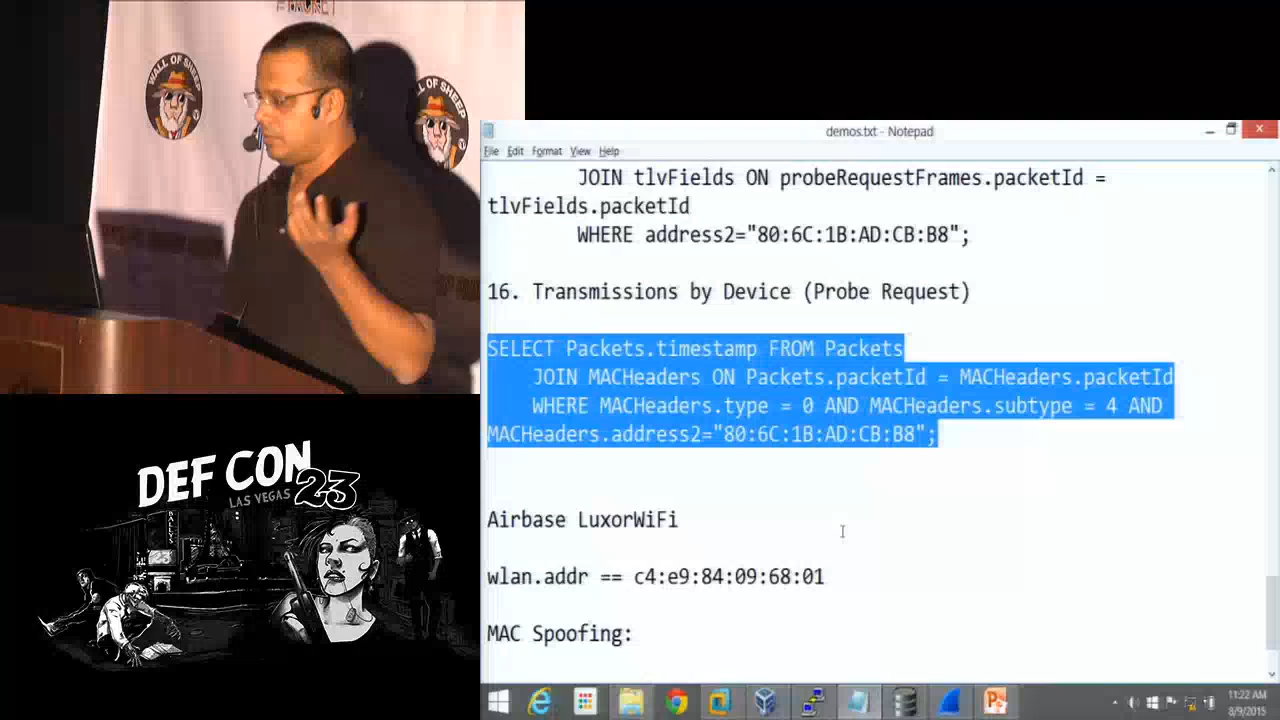 WALL OF SHEEP
WALL OF SHEEP
demos.txt - Notepad
File Edit Format View Help
JOIN tlvFields ON probeRequestFrames.packetId =
tlvFields.packetId
WHERE address2="80:6C:1B:AD:CB:B8";
16. Transmissions by Device (Probe Request)
SELECT Packets.timestamp FROM Packets
JOIN MACHeaders ON Packets.packetId = MACHeaders.packetId
WHERE MACHeaders.type = 0 AND MACHeaders.subtype = 4 AND
MACHeaders.address2="80:6C:1B:AD:CB:B8";
Airbase LuxorWiFi
wlan.addr == c4:e9:84:09:68:01
MAC Spoofing:
DEF CON
LAS VEGAS 23
BALLYS
11:22 AM
8/9/2015